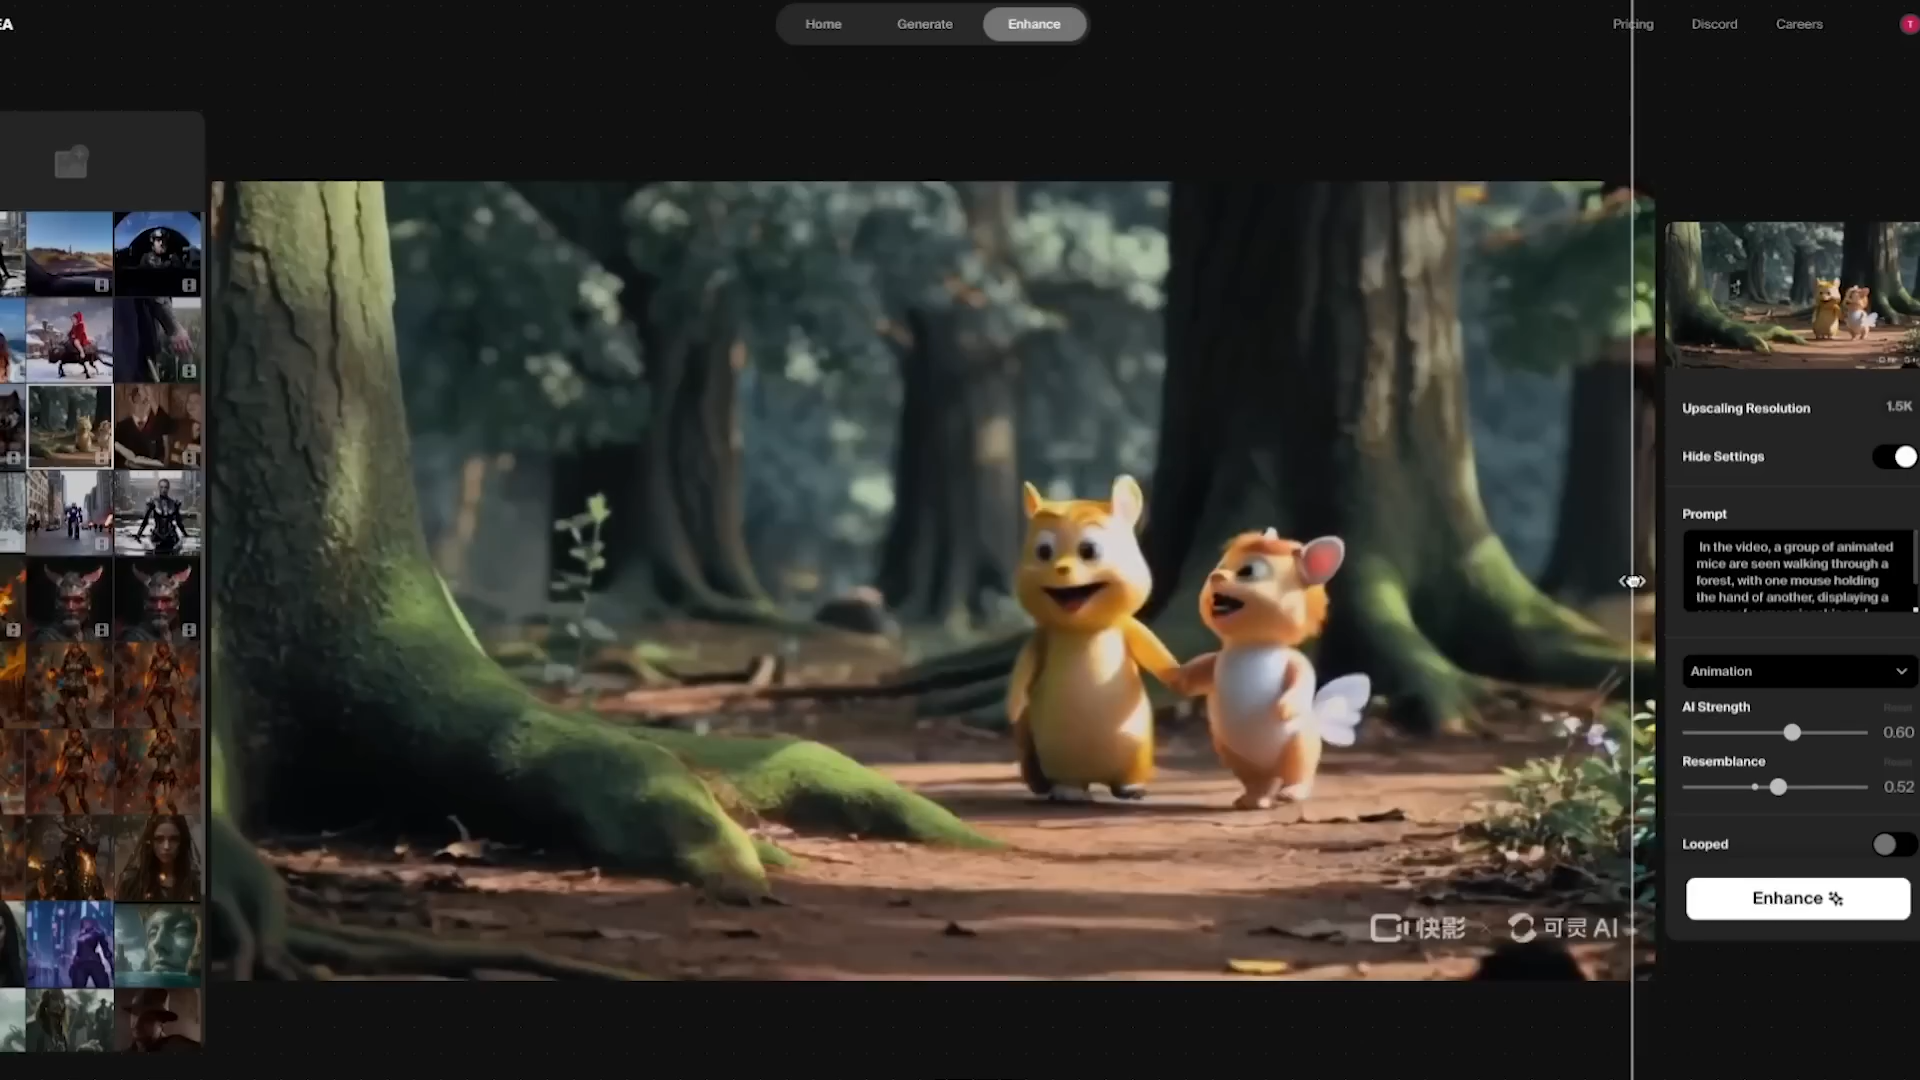 EA
Home
Generate
Enhance
Pricing
Discord
Careers
T
Upscaling Resolution
1.5K
Hide Settings
Prompt
In the video, a group of animated
mice are seen walking through a
forest, with one mouse holding
the hand of another, displaying a
Animation
AI Strength
Reset
0.60
Resemblance
Reset
0.52
Looped
Enhance
快影 × 可灵 AI